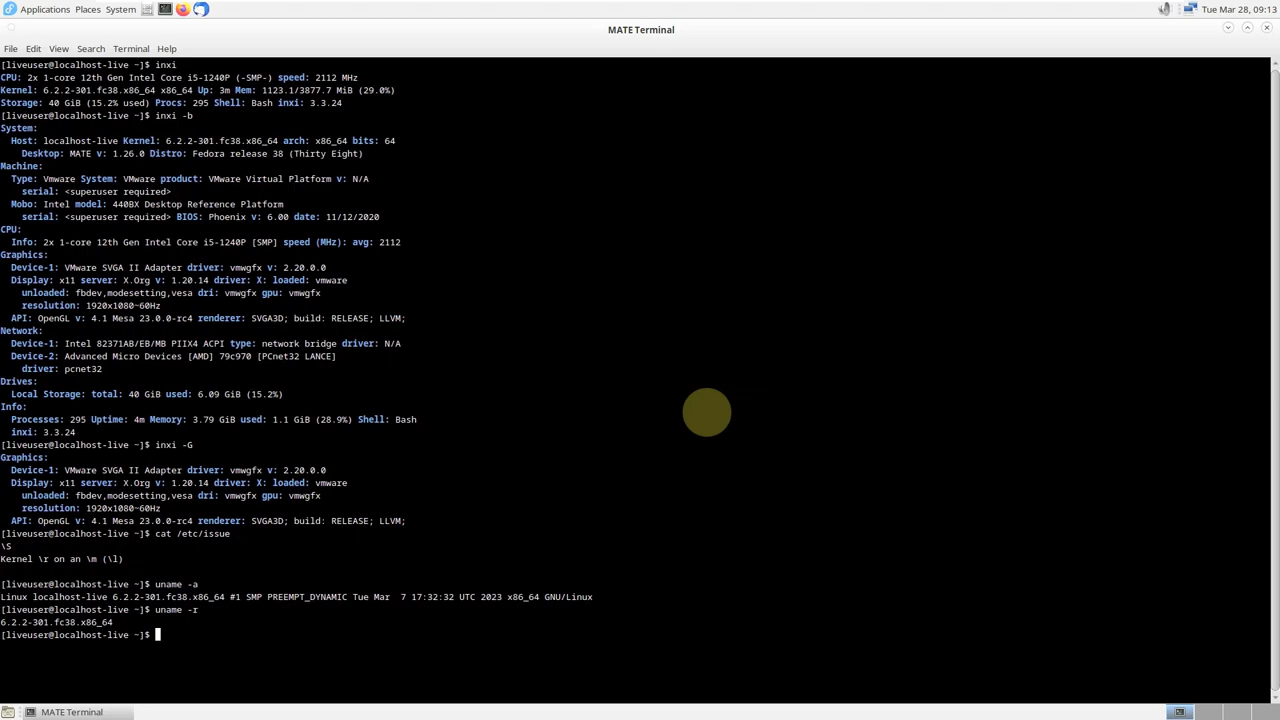 Applications Places System
Tue Mar 28, 09:13
MATE Terminal
File Edit View Search Terminal Help
[liveuser@localhost-live ~]$ inxi
CPU: 2x 1-core 12th Gen Intel Core i5-1240P (-SMP-) speed: 2112 MHz
Kernel: 6.2.2-301.fc38.x86_64 x86_64 Up: 3m Mem: 1123.1/3877.7 MiB (29.0%)
Storage: 40 GiB (15.2% used) Procs: 295 Shell: Bash inxi: 3.3.24
[liveuser@localhost-live ~]$ inxi -b
System:
Host: localhost-live Kernel: 6.2.2-301.fc38.x86_64 arch: x86_64 bits: 64
Desktop: MATE v: 1.26.0 Distro: Fedora release 38 (Thirty Eight)
Machine:
Type: Vmware System: VMware product: VMware Virtual Platform v: N/A
serial: <superuser required>
Mobo: Intel model: 440BX Desktop Reference Platform
serial: <superuser required> BIOS: Phoenix v: 6.00 date: 11/12/2020
CPU:
Info: 2x 1-core 12th Gen Intel Core i5-1240P [SMP] speed (MHz): avg: 2112
Graphics:
Device-1: VMware SVGA II Adapter driver: vmwgfx v: 2.20.0.0
Display: x11 server: X.Org v: 1.20.14 driver: X: loaded: vmware
unloaded: fbdev,modesetting,vesa dri: vmwgfx gpu: vmwgfx
resolution: 1920x1080~60Hz
API: OpenGL v: 4.1 Mesa 23.0.0-rc4 renderer: SVGA3D; build: RELEASE; LLVM;
Network:
Device-1: Intel 82371AB/EB/MB PIIX4 ACPI type: network bridge driver: N/A
Device-2: Advanced Micro Devices [AMD] 79c970 [PCnet32 LANCE]
driver: pcnet32
Drives:
Local Storage: total: 40 GiB used: 6.09 GiB (15.2%)
Info:
Processes: 295 Uptime: 4m Memory: 3.79 GiB used: 1.1 GiB (28.9%) Shell: Bash
inxi: 3.3.24
[liveuser@localhost-live ~]$ inxi -G
Graphics:
Device-1: VMware SVGA II Adapter driver: vmwgfx v: 2.20.0.0
Display: x11 server: X.Org v: 1.20.14 driver: X: loaded: vmware
unloaded: fbdev,modesetting,vesa dri: vmwgfx gpu: vmwgfx
resolution: 1920x1080~60Hz
API: OpenGL v: 4.1 Mesa 23.0.0-rc4 renderer: SVGA3D; build: RELEASE; LLVM;
[liveuser@localhost-live ~]$ cat /etc/issue
\S
Kernel \r on an \m (\l)
[liveuser@localhost-live ~]$ uname -a
Linux localhost-live 6.2.2-301.fc38.x86_64 #1 SMP PREEMPT_DYNAMIC Tue Mar  7 17:32:32 UTC 2023 x86_64 GNU/Linux
[liveuser@localhost-live ~]$ uname -r
6.2.2-301.fc38.x86_64
[liveuser@localhost-live ~]$
MATE Terminal